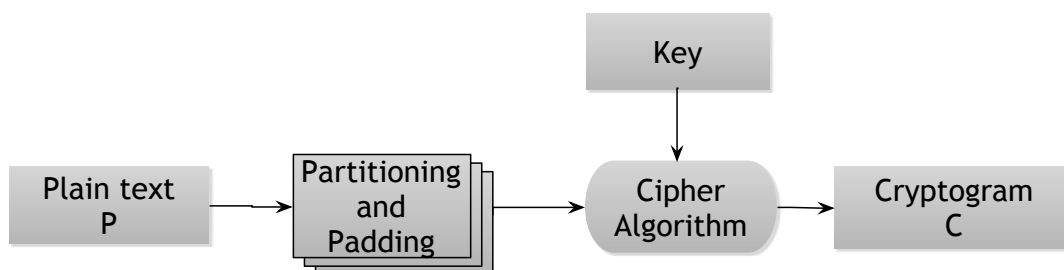 Key
Plain text
P
Partitioning
and
Padding
Cipher
Algorithm
Cryptogram
C